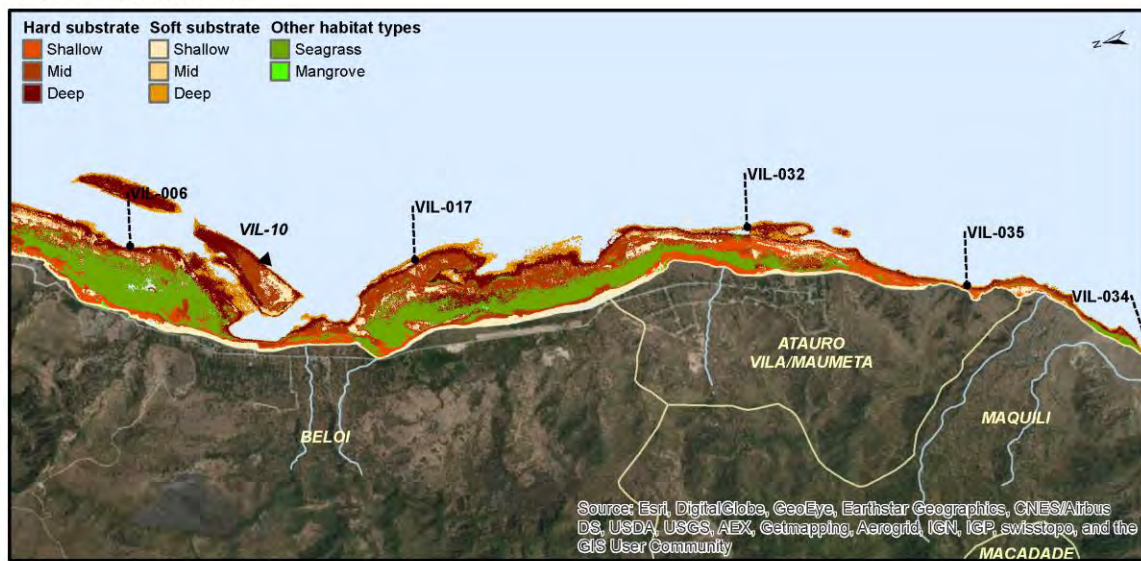 Hard substrate
Shallow
Mid
Deep
Soft substrate
Shallow
Mid
Deep
Other habitat types
Seagrass
Mangrove
N
VIL-006
VIL-10
VIL-017
VIL-032
VIL-035
VIL-034
ATAURO
VILA/MAUMETA
MAQUILI
BELOI
Source: Esri, DigitalGlobe, GeoEye, Earthstar Geographics, CNES/Airbus
DS, USDA, USGS, AEX, Getmapping, Aerogrid, IGN, IGP, swisstopo, and the
GIS User Community
MACADADE